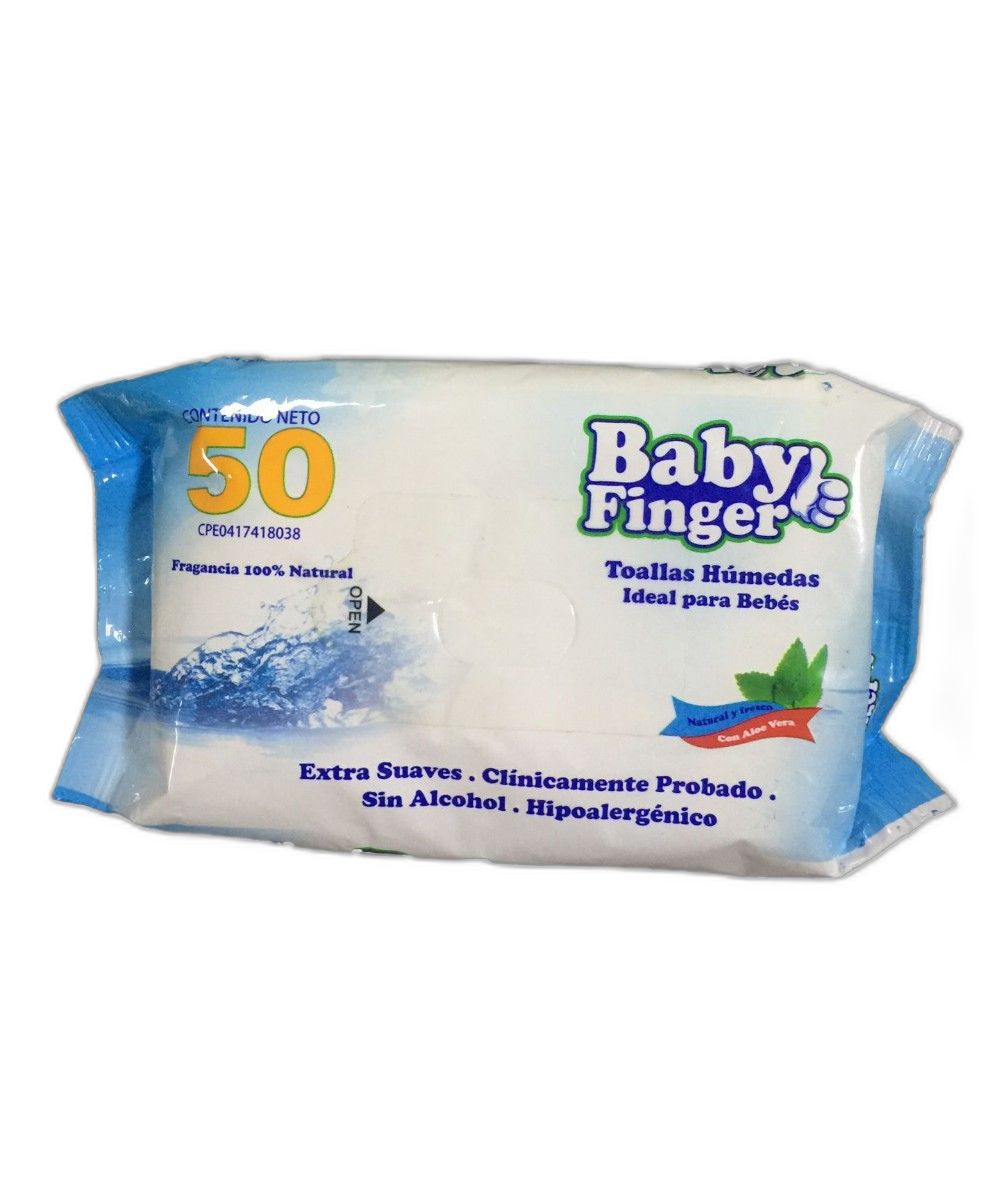 CONTENIDO NETO
50
CPE0417418038
Fragancia 100% Natural
OPEN
Baby
Finger
Toallas Húmedas
Ideal para Bebés
Natural y fresco
Con Aloe Vera
Extra Suaves . Clínicamente Probado .
Sin Alcohol . Hipoalergénico